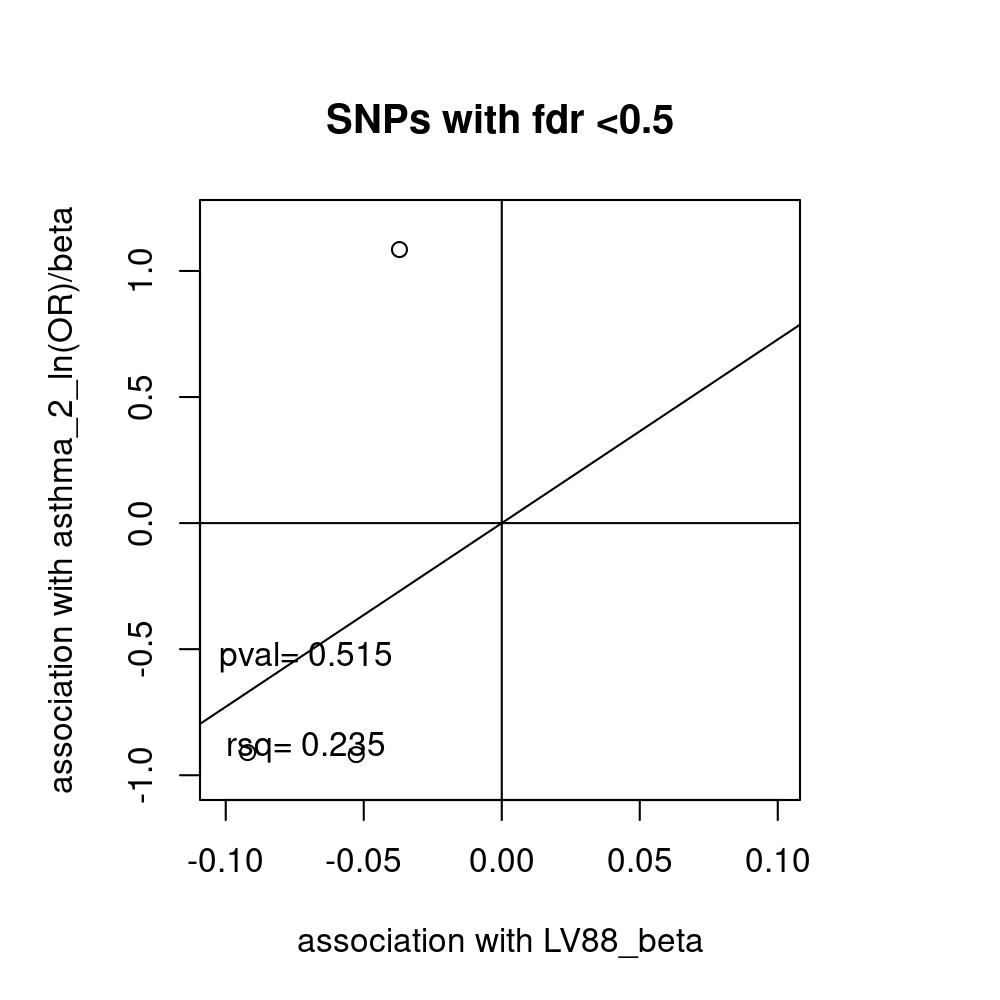 SNPs with fdr <0.5
association with asthma_2_ln(OR)/beta
1.0
0.5
0.0
-0.5
-1.0
pval= 0.515
rsq= 0.235
-0.10 -0.05 0.00 0.05 0.10
association with LV88_beta